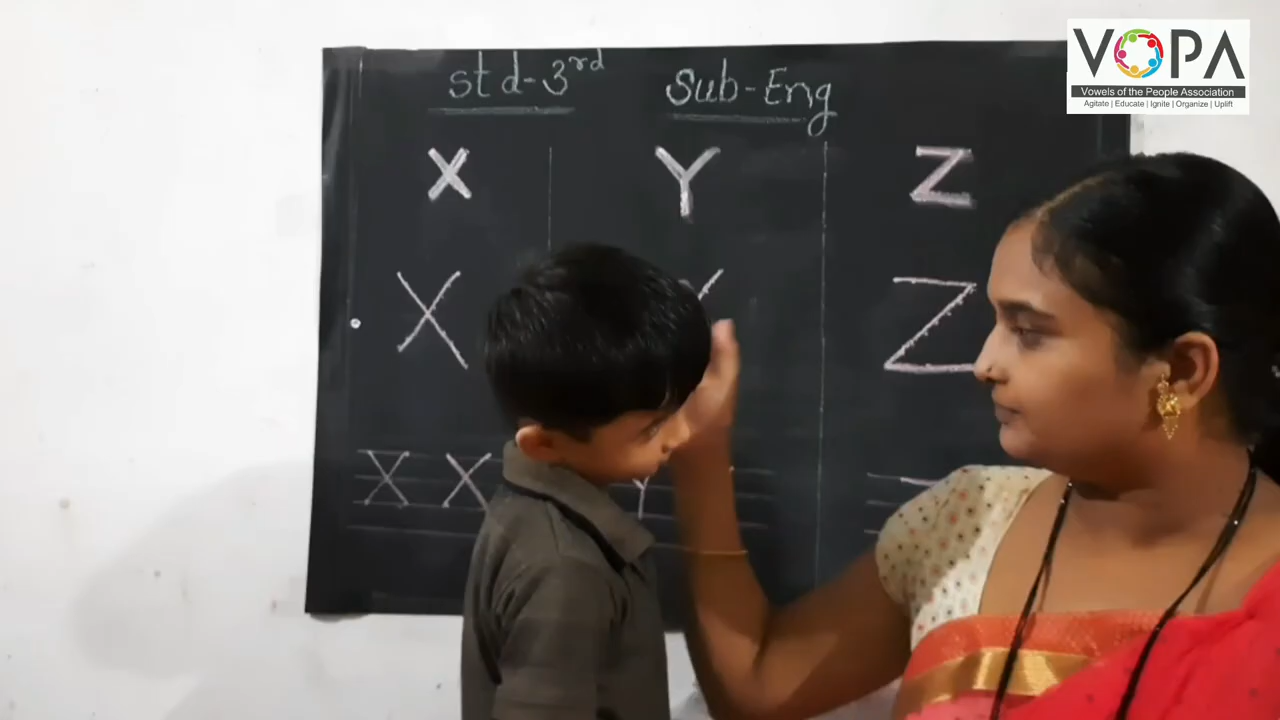 VOPA
Vowels of the People Association
Agitate | Educate | Ignite | Organize | Uplift
std-3rd Sub-Eng
X Y Z
X Y Z
X X Y